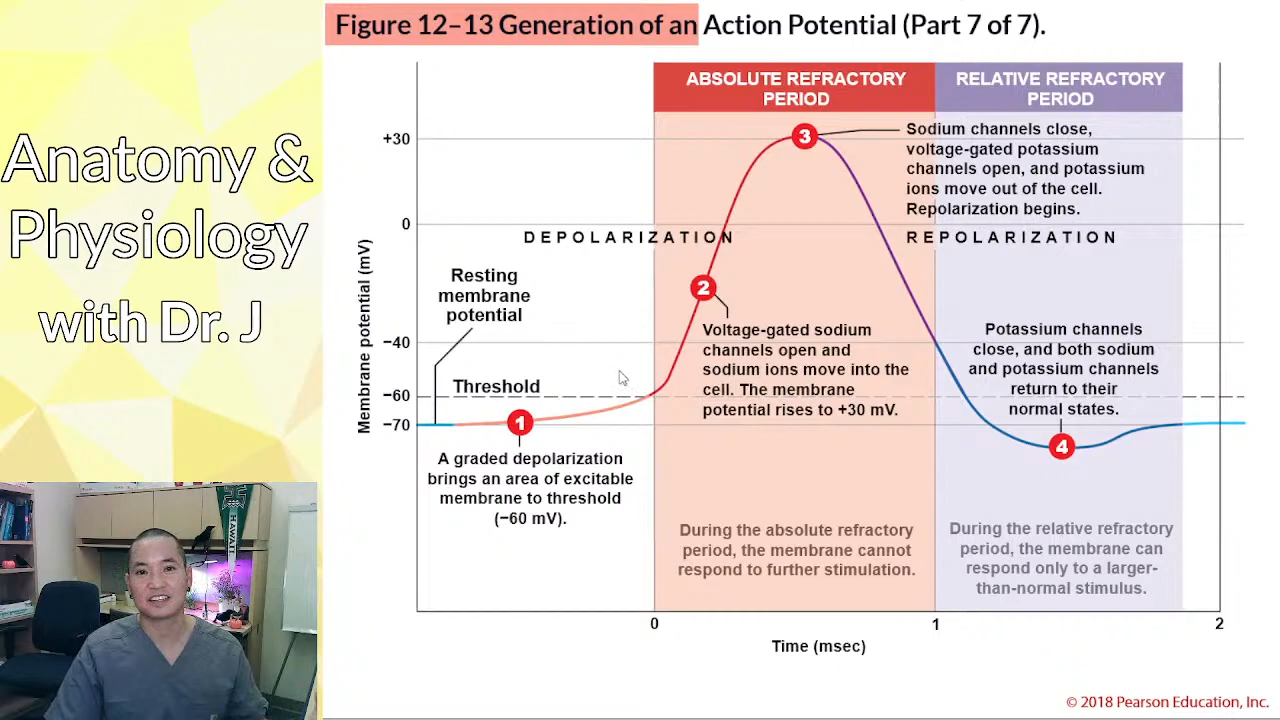 Figure 12–13 Generation of an Action Potential (Part 7 of 7).
Anatomy &
Physiology
with Dr. J
HAWAII
ABSOLUTE REFRACTORY
PERIOD
RELATIVE REFRACTORY
PERIOD
+30
0
−40
−60
−70
Membrane potential (mV)
3
Sodium channels close,
voltage-gated potassium
channels open, and potassium
ions move out of the cell.
Repolarization begins.
DEPOLARIZATION
REPOLARIZATION
Resting
membrane
potential
2
Voltage-gated sodium
channels open and
sodium ions move into the
cell. The membrane
potential rises to +30 mV.
Potassium channels
close, and both sodium
and potassium channels
return to their
normal states.
Threshold
1
4
A graded depolarization
brings an area of excitable
membrane to threshold
(−60 mV).
During the absolute refractory
period, the membrane cannot
respond to further stimulation.
During the relative refractory
period, the membrane can
respond only to a larger-
than-normal stimulus.
0
1
2
Time (msec)
© 2018 Pearson Education, Inc.